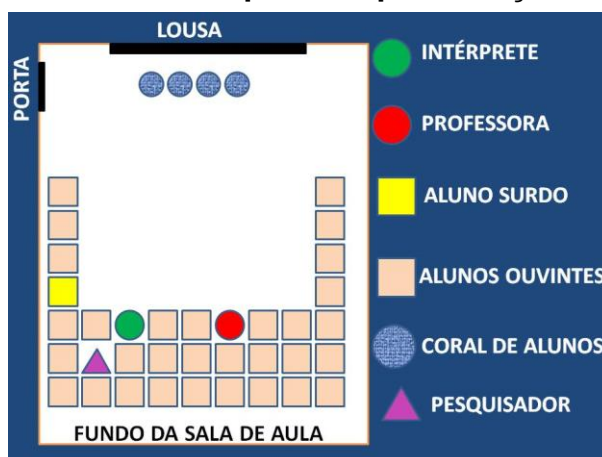 LOUSA
PORTA
INTÉRPRETE
PROFESSORA
ALUNO SURDO
ALUNOS OUVINTES
CORAL DE ALUNOS
PESQUISADOR
FUNDO DA SALA DE AULA